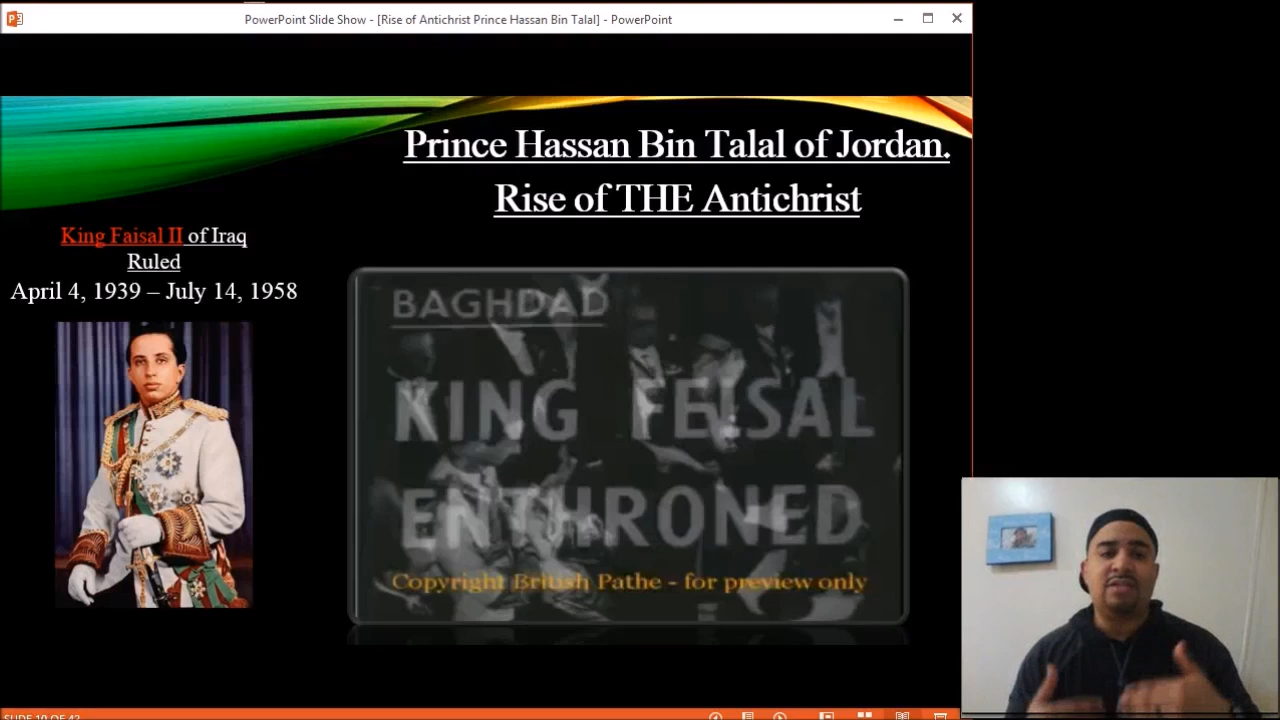 PowerPoint Slide Show - [Rise of Antichrist Prince Hassan Bin Talal] - PowerPoint
Prince Hassan Bin Talal of Jordan.
Rise of THE Antichrist
King Faisal II of Iraq
Ruled
April 4, 1939 – July 14, 1958
BAGHDAD
KING FEISAL
ENTHRONED
Copyright British Pathe - for preview only
SLIDE 10 OF 42